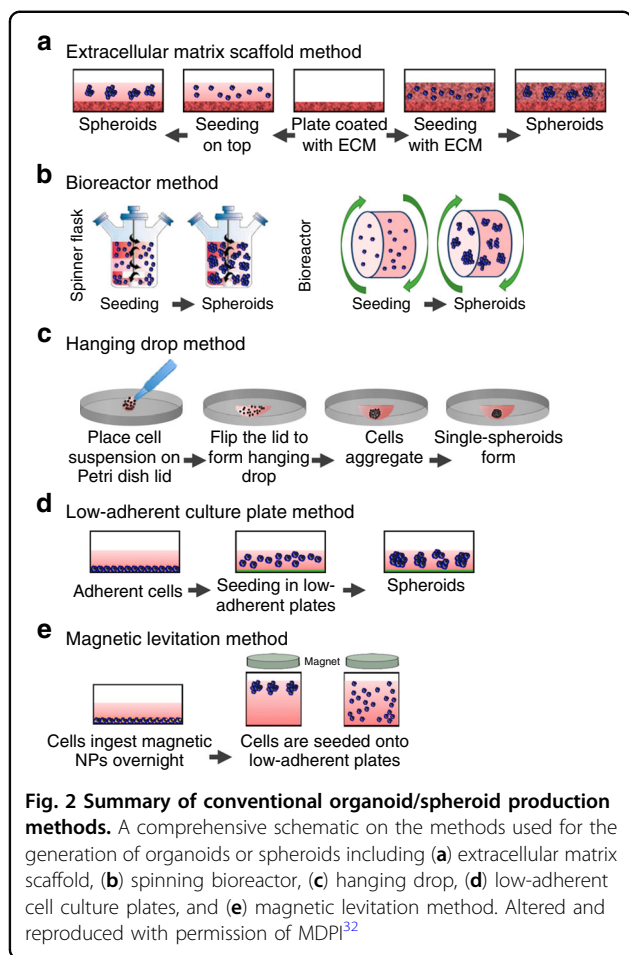 a Extracellular matrix scaffold method
Spheroids Seeding on top Plate coated with ECM Seeding with ECM Spheroids
b Bioreactor method
Spinner flask
Seeding Spheroids
Bioreactor
Seeding Spheroids
c Hanging drop method
Place cell suspension on Petri dish lid
Flip the lid to form hanging drop
Cells aggregate
Single-spheroids form
d Low-adherent culture plate method
Adherent cells
Seeding in low-adherent plates
Spheroids
e Magnetic levitation method
Magnet
Cells ingest magnetic NPs overnight
Cells are seeded onto low-adherent plates
Fig. 2 Summary of conventional organoid/spheroid production
methods. A comprehensive schematic on the methods used for the
generation of organoids or spheroids including (a) extracellular matrix
scaffold, (b) spinning bioreactor, (c) hanging drop, (d) low-adherent
cell culture plates, and (e) magnetic levitation method. Altered and
reproduced with permission of MDPI32